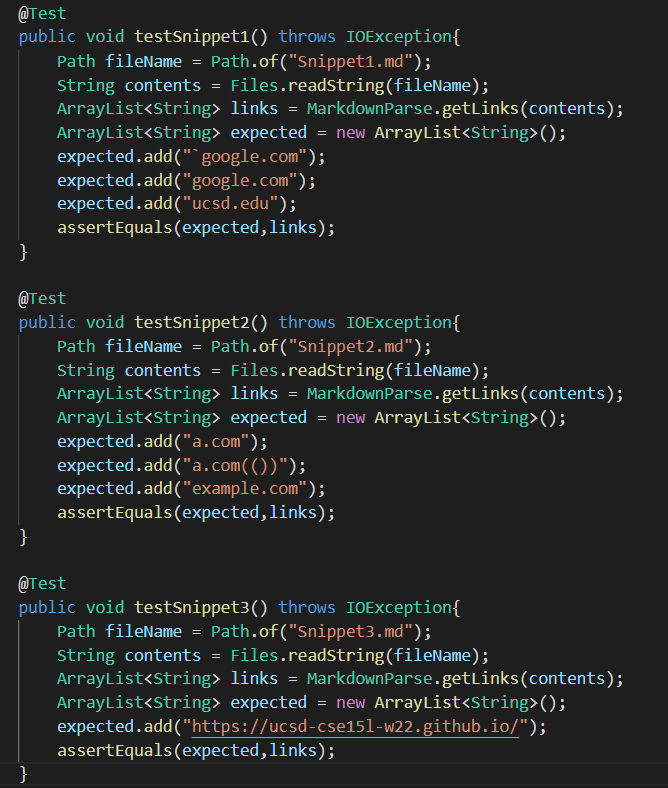 @Test
public void testSnippet1() throws IOException{
    Path fileName = Path.of("Snippet1.md");
    String contents = Files.readString(fileName);
    ArrayList<String> links = MarkdownParse.getLinks(contents);
    ArrayList<String> expected = new ArrayList<String>();
    expected.add("`google.com");
    expected.add("google.com");
    expected.add("ucsd.edu");
    assertEquals(expected,links);
}

@Test
public void testSnippet2() throws IOException{
    Path fileName = Path.of("Snippet2.md");
    String contents = Files.readString(fileName);
    ArrayList<String> links = MarkdownParse.getLinks(contents);
    ArrayList<String> expected = new ArrayList<String>();
    expected.add("a.com");
    expected.add("a.com(())");
    expected.add("example.com");
    assertEquals(expected,links);
}

@Test
public void testSnippet3() throws IOException{
    Path fileName = Path.of("Snippet3.md");
    String contents = Files.readString(fileName);
    ArrayList<String> links = MarkdownParse.getLinks(contents);
    ArrayList<String> expected = new ArrayList<String>();
    expected.add("https://ucsd-cse15l-w22.github.io/");
    assertEquals(expected,links);
}